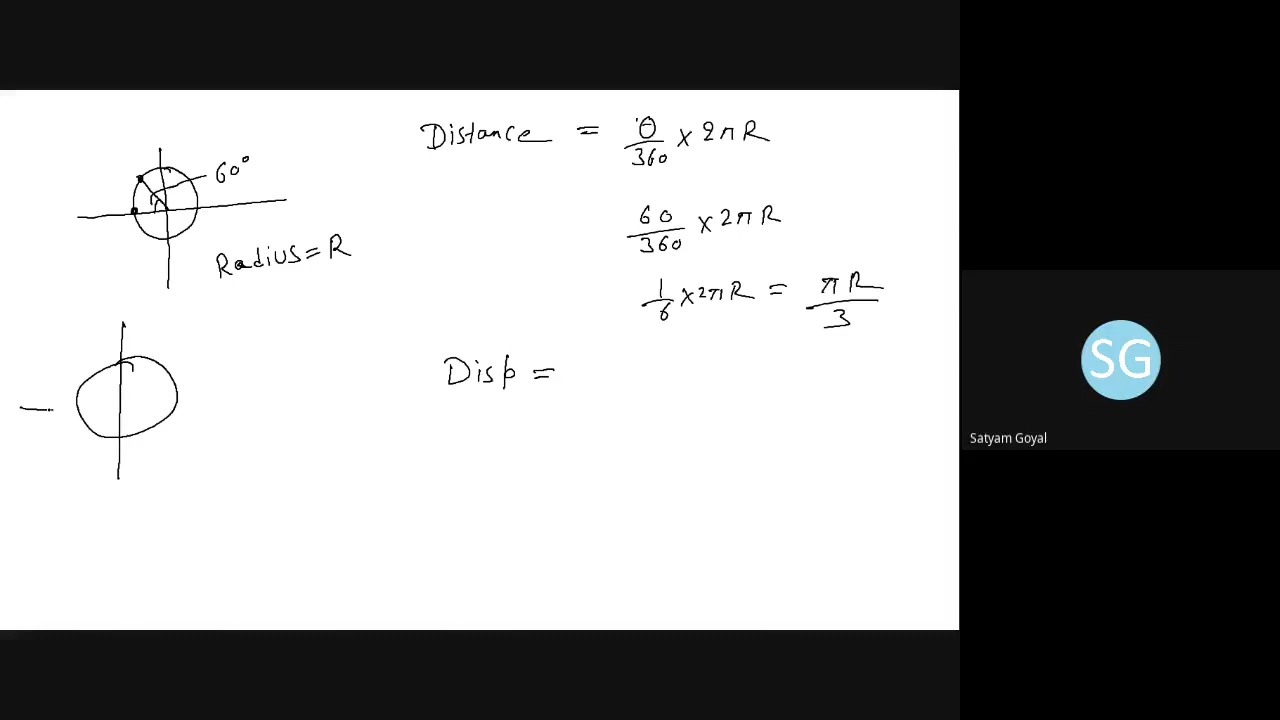 Distance = θ/360 × 2πR
60°
60/360 × 2πR
Radius = R
1/6 × 2πR = πR/3
Disp =
SG
Satyam Goyal